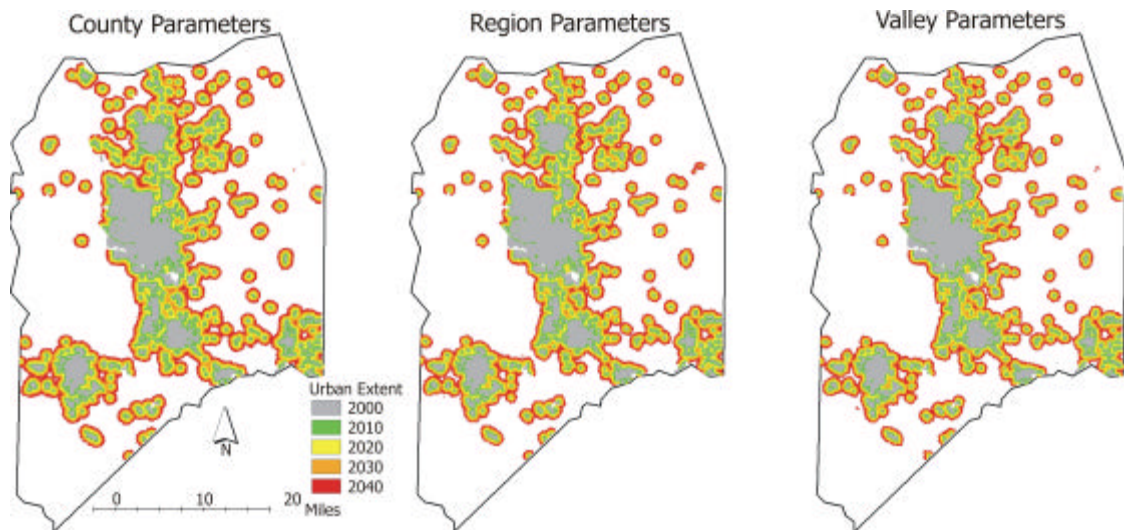 County Parameters
Region Parameters
Valley Parameters
Urban Extent
2000
2010
2020
2030
2040
N
0 10 20
Miles